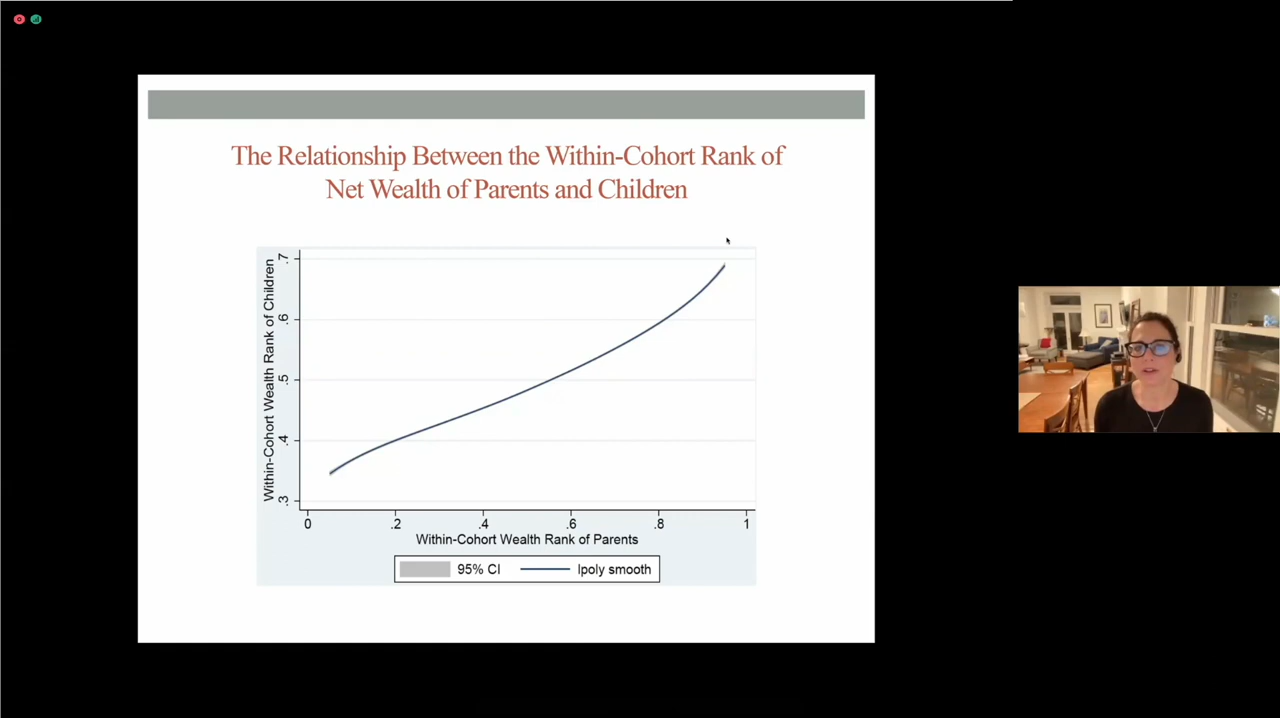 The Relationship Between the Within-Cohort Rank of
Net Wealth of Parents and Children
Within-Cohort Wealth Rank of Children
.7
.6
.5
.4
.3
0 .2 .4 .6 .8 1
Within-Cohort Wealth Rank of Parents
95% CI lpoly smooth